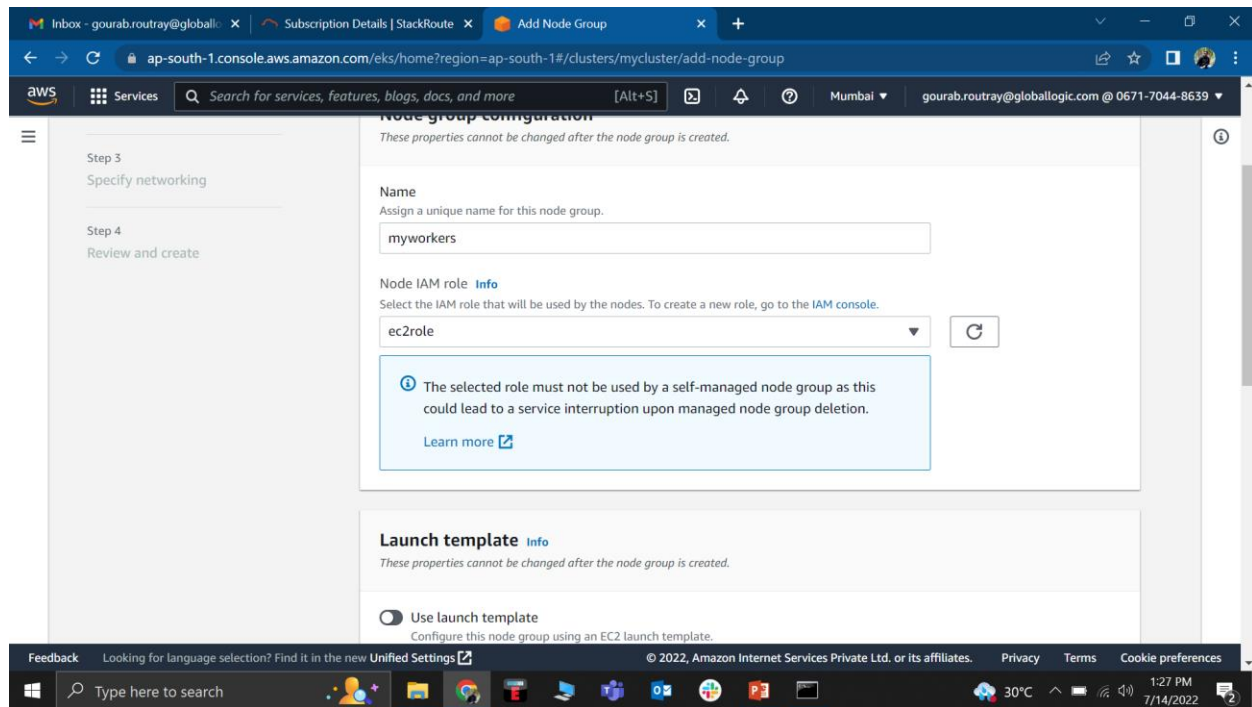 Inbox - gourab.routray@globallo
Subscription Details | StackRoute
Add Node Group
ap-south-1.console.aws.amazon.com/eks/home?region=ap-south-1#/clusters/mycluster/add-node-group
aws
Services
Search for services, features, blogs, docs, and more
[Alt+S]
Mumbai
gourab.routray@globallogic.com @ 0671-7044-8639
Node group configuration
These properties cannot be changed after the node group is created.
Step 3
Specify networking
Step 4
Review and create
Name
Assign a unique name for this node group.
myworkers
Node IAM role Info
Select the IAM role that will be used by the nodes. To create a new role, go to the IAM console.
ec2role
The selected role must not be used by a self-managed node group as this
could lead to a service interruption upon managed node group deletion.
Learn more
Launch template Info
These properties cannot be changed after the node group is created.
Use launch template
Configure this node group using an EC2 launch template.
Feedback
Looking for language selection? Find it in the new Unified Settings
© 2022, Amazon Internet Services Private Ltd. or its affiliates.
Privacy
Terms
Cookie preferences
Type here to search
30°C
1:27 PM
7/14/2022
2